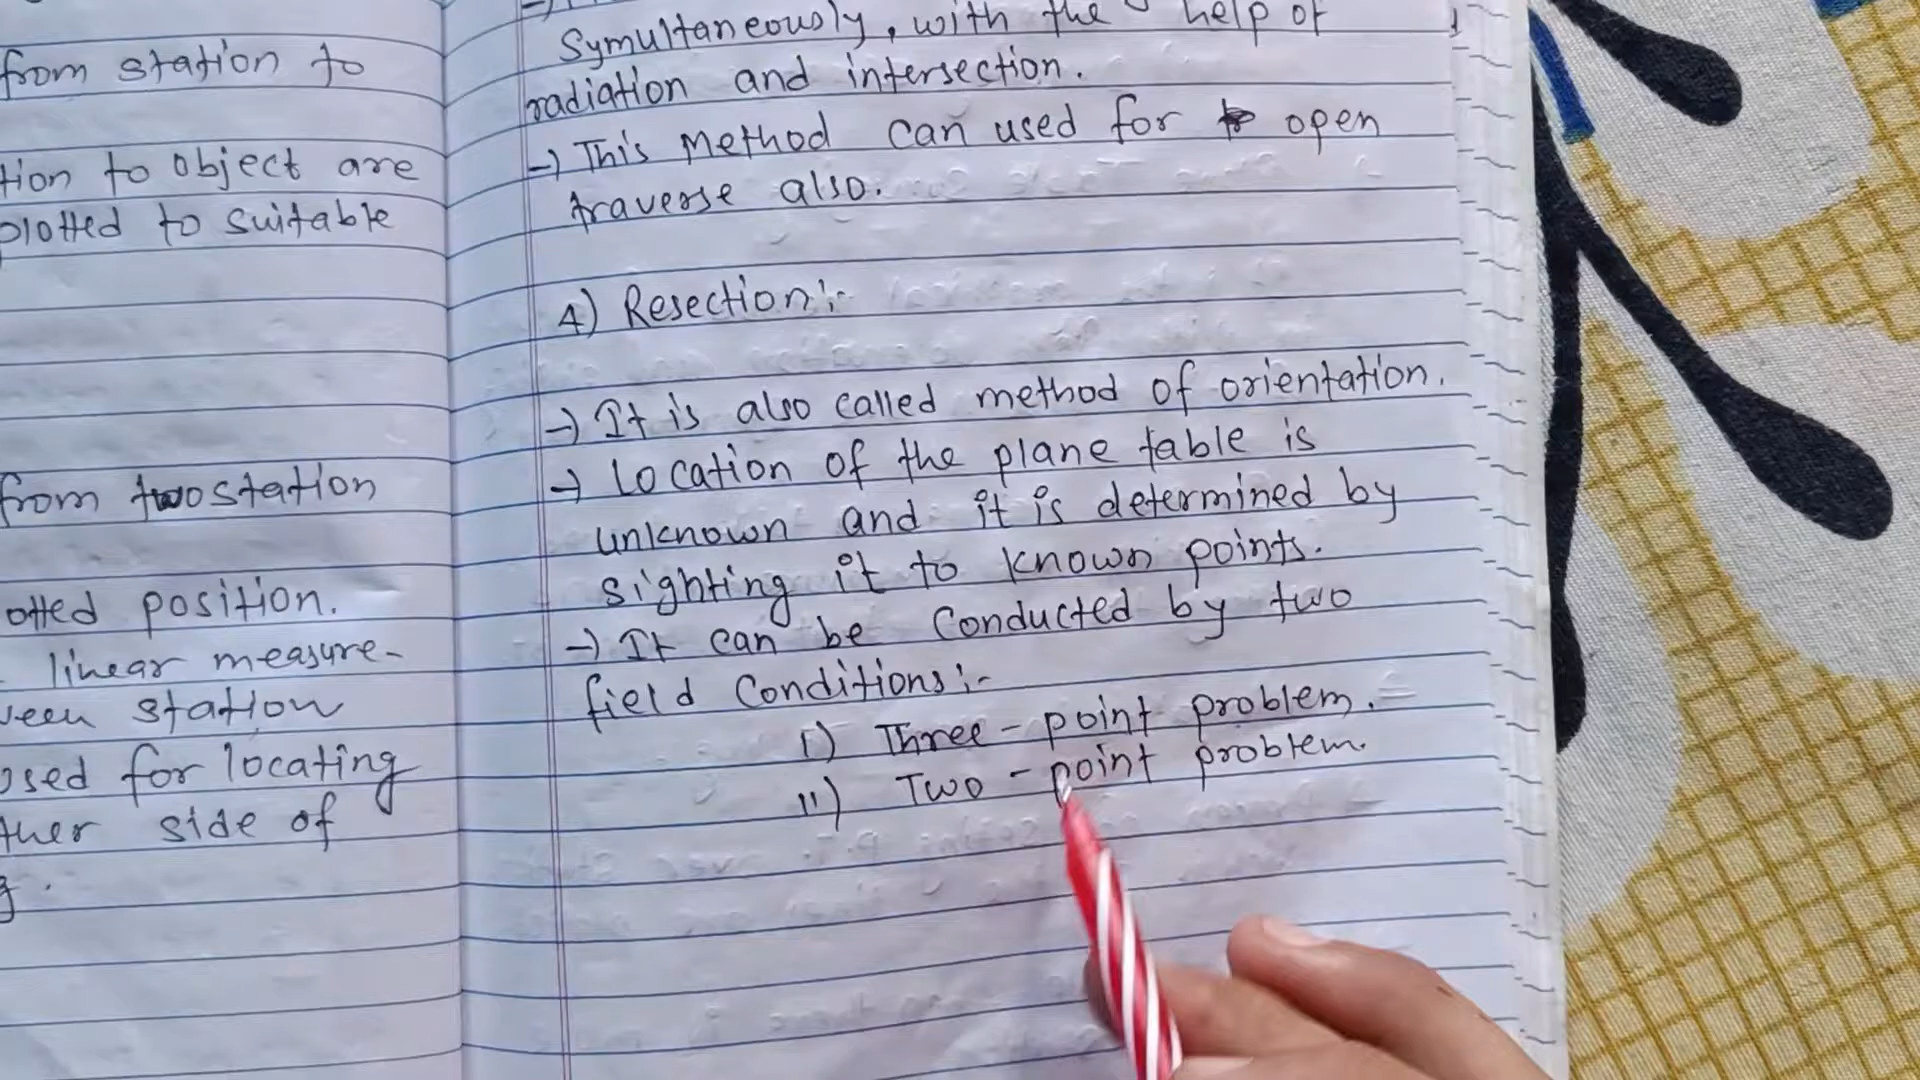 from station to
tion to object are
plotted to suitable
from two station
otted position.
linear measure-
veen station
used for locating
ther side of
g.
Symultaneously, with the help of
radiation and intersection.
→ This method can used for open
traverse also.
4) Resection:-
→ It is also called method of orientation.
→ Location of the plane table is
unknown and it is determined by
sighting it to known points.
→ It can be conducted by two
field conditions:-
i) Three-point problem.
ii) Two-point problem.